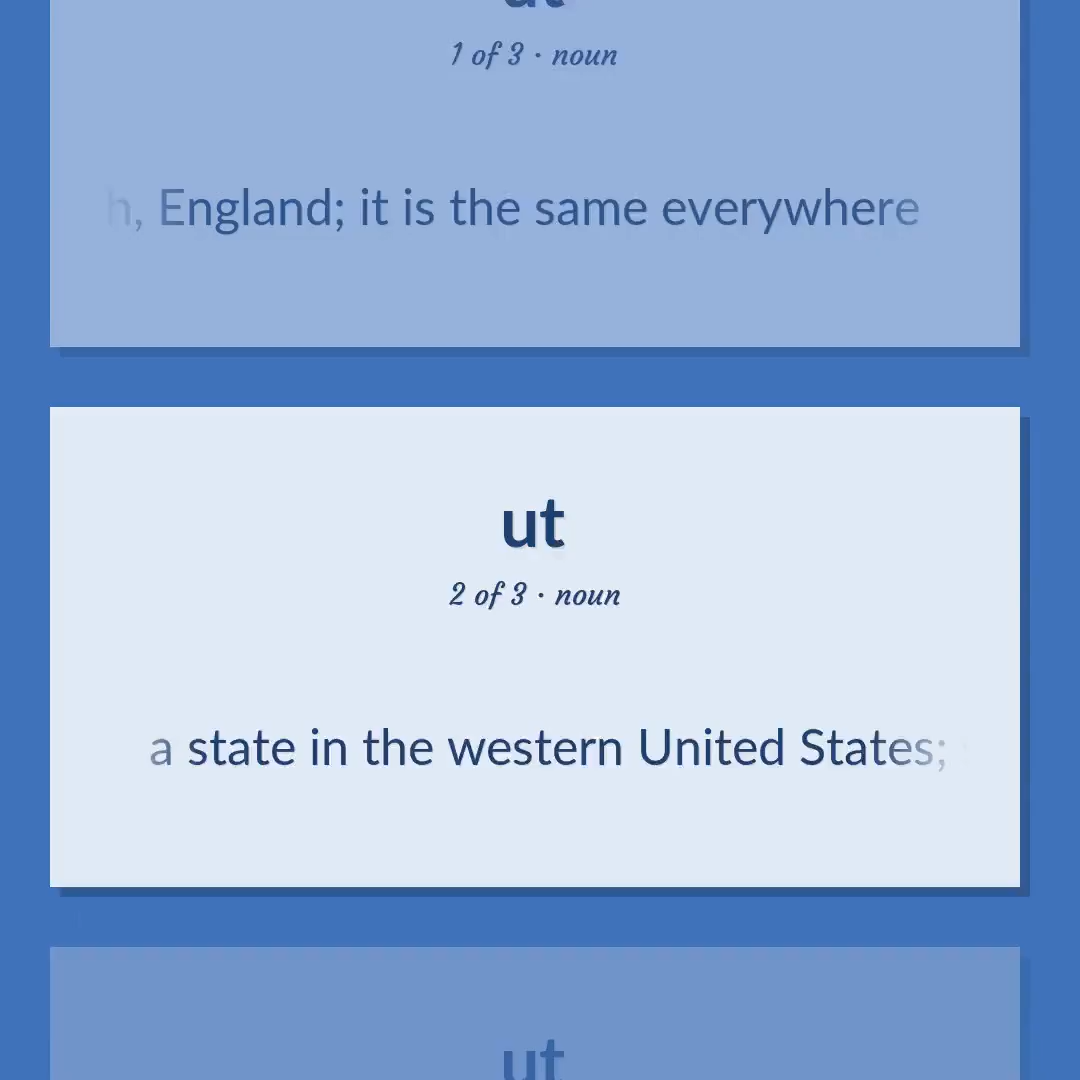 ut
1 of 3 · noun
h, England; it is the same everywhere
ut
2 of 3 · noun
a state in the western United States;
ut